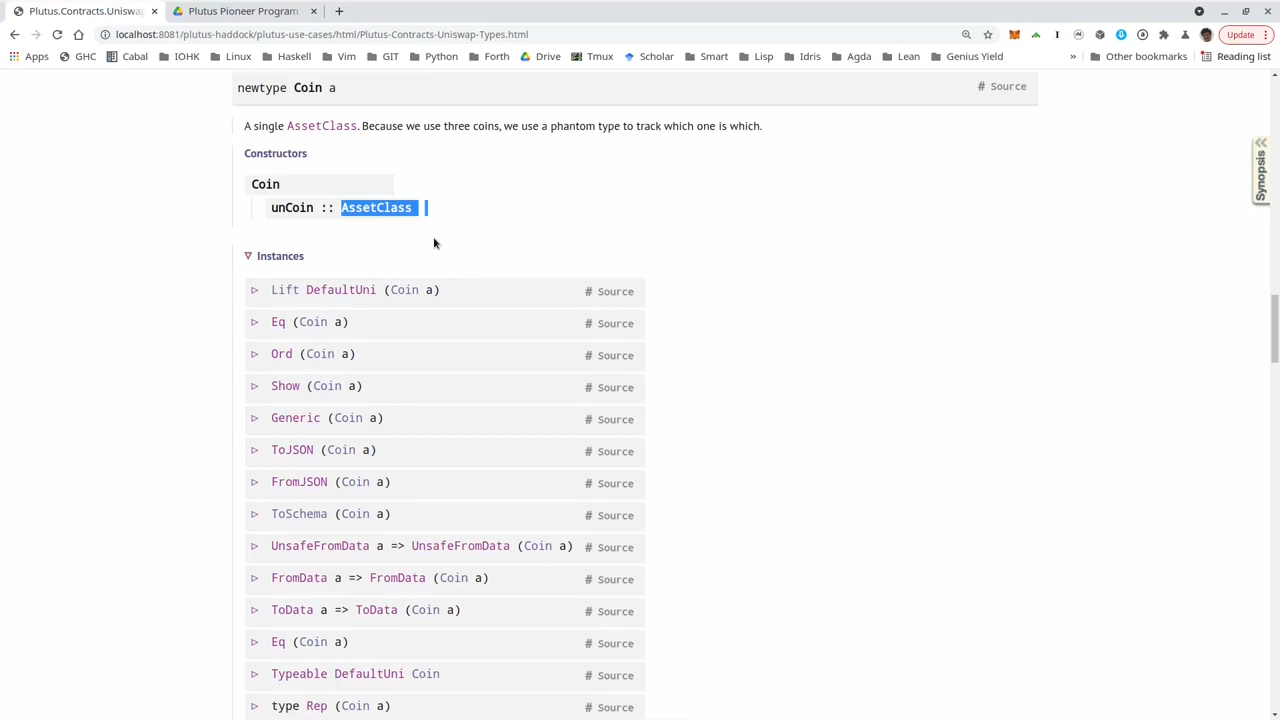 Plutus.Contracts.Uniswap
Plutus Pioneer Program
localhost:8081/plutus-haddock/plutus-use-cases/html/Plutus-Contracts-Uniswap-Types.html
Update
Apps GHC Cabal IOHK Linux Haskell Vim GIT Python Forth Drive Tmux Scholar Smart Lisp Idris Agda Lean Genius Yield » Other bookmarks Reading list
newtype Coin a # Source
A single AssetClass. Because we use three coins, we use a phantom type to track which one is which.
Synopsis
Constructors
Coin
unCoin :: AssetClass
Instances
Lift DefaultUni (Coin a) # Source
Eq (Coin a) # Source
Ord (Coin a) # Source
Show (Coin a) # Source
Generic (Coin a) # Source
ToJSON (Coin a) # Source
FromJSON (Coin a) # Source
ToSchema (Coin a) # Source
UnsafeFromData a => UnsafeFromData (Coin a) # Source
FromData a => FromData (Coin a) # Source
ToData a => ToData (Coin a) # Source
Eq (Coin a) # Source
Typeable DefaultUni Coin # Source
type Rep (Coin a) # Source